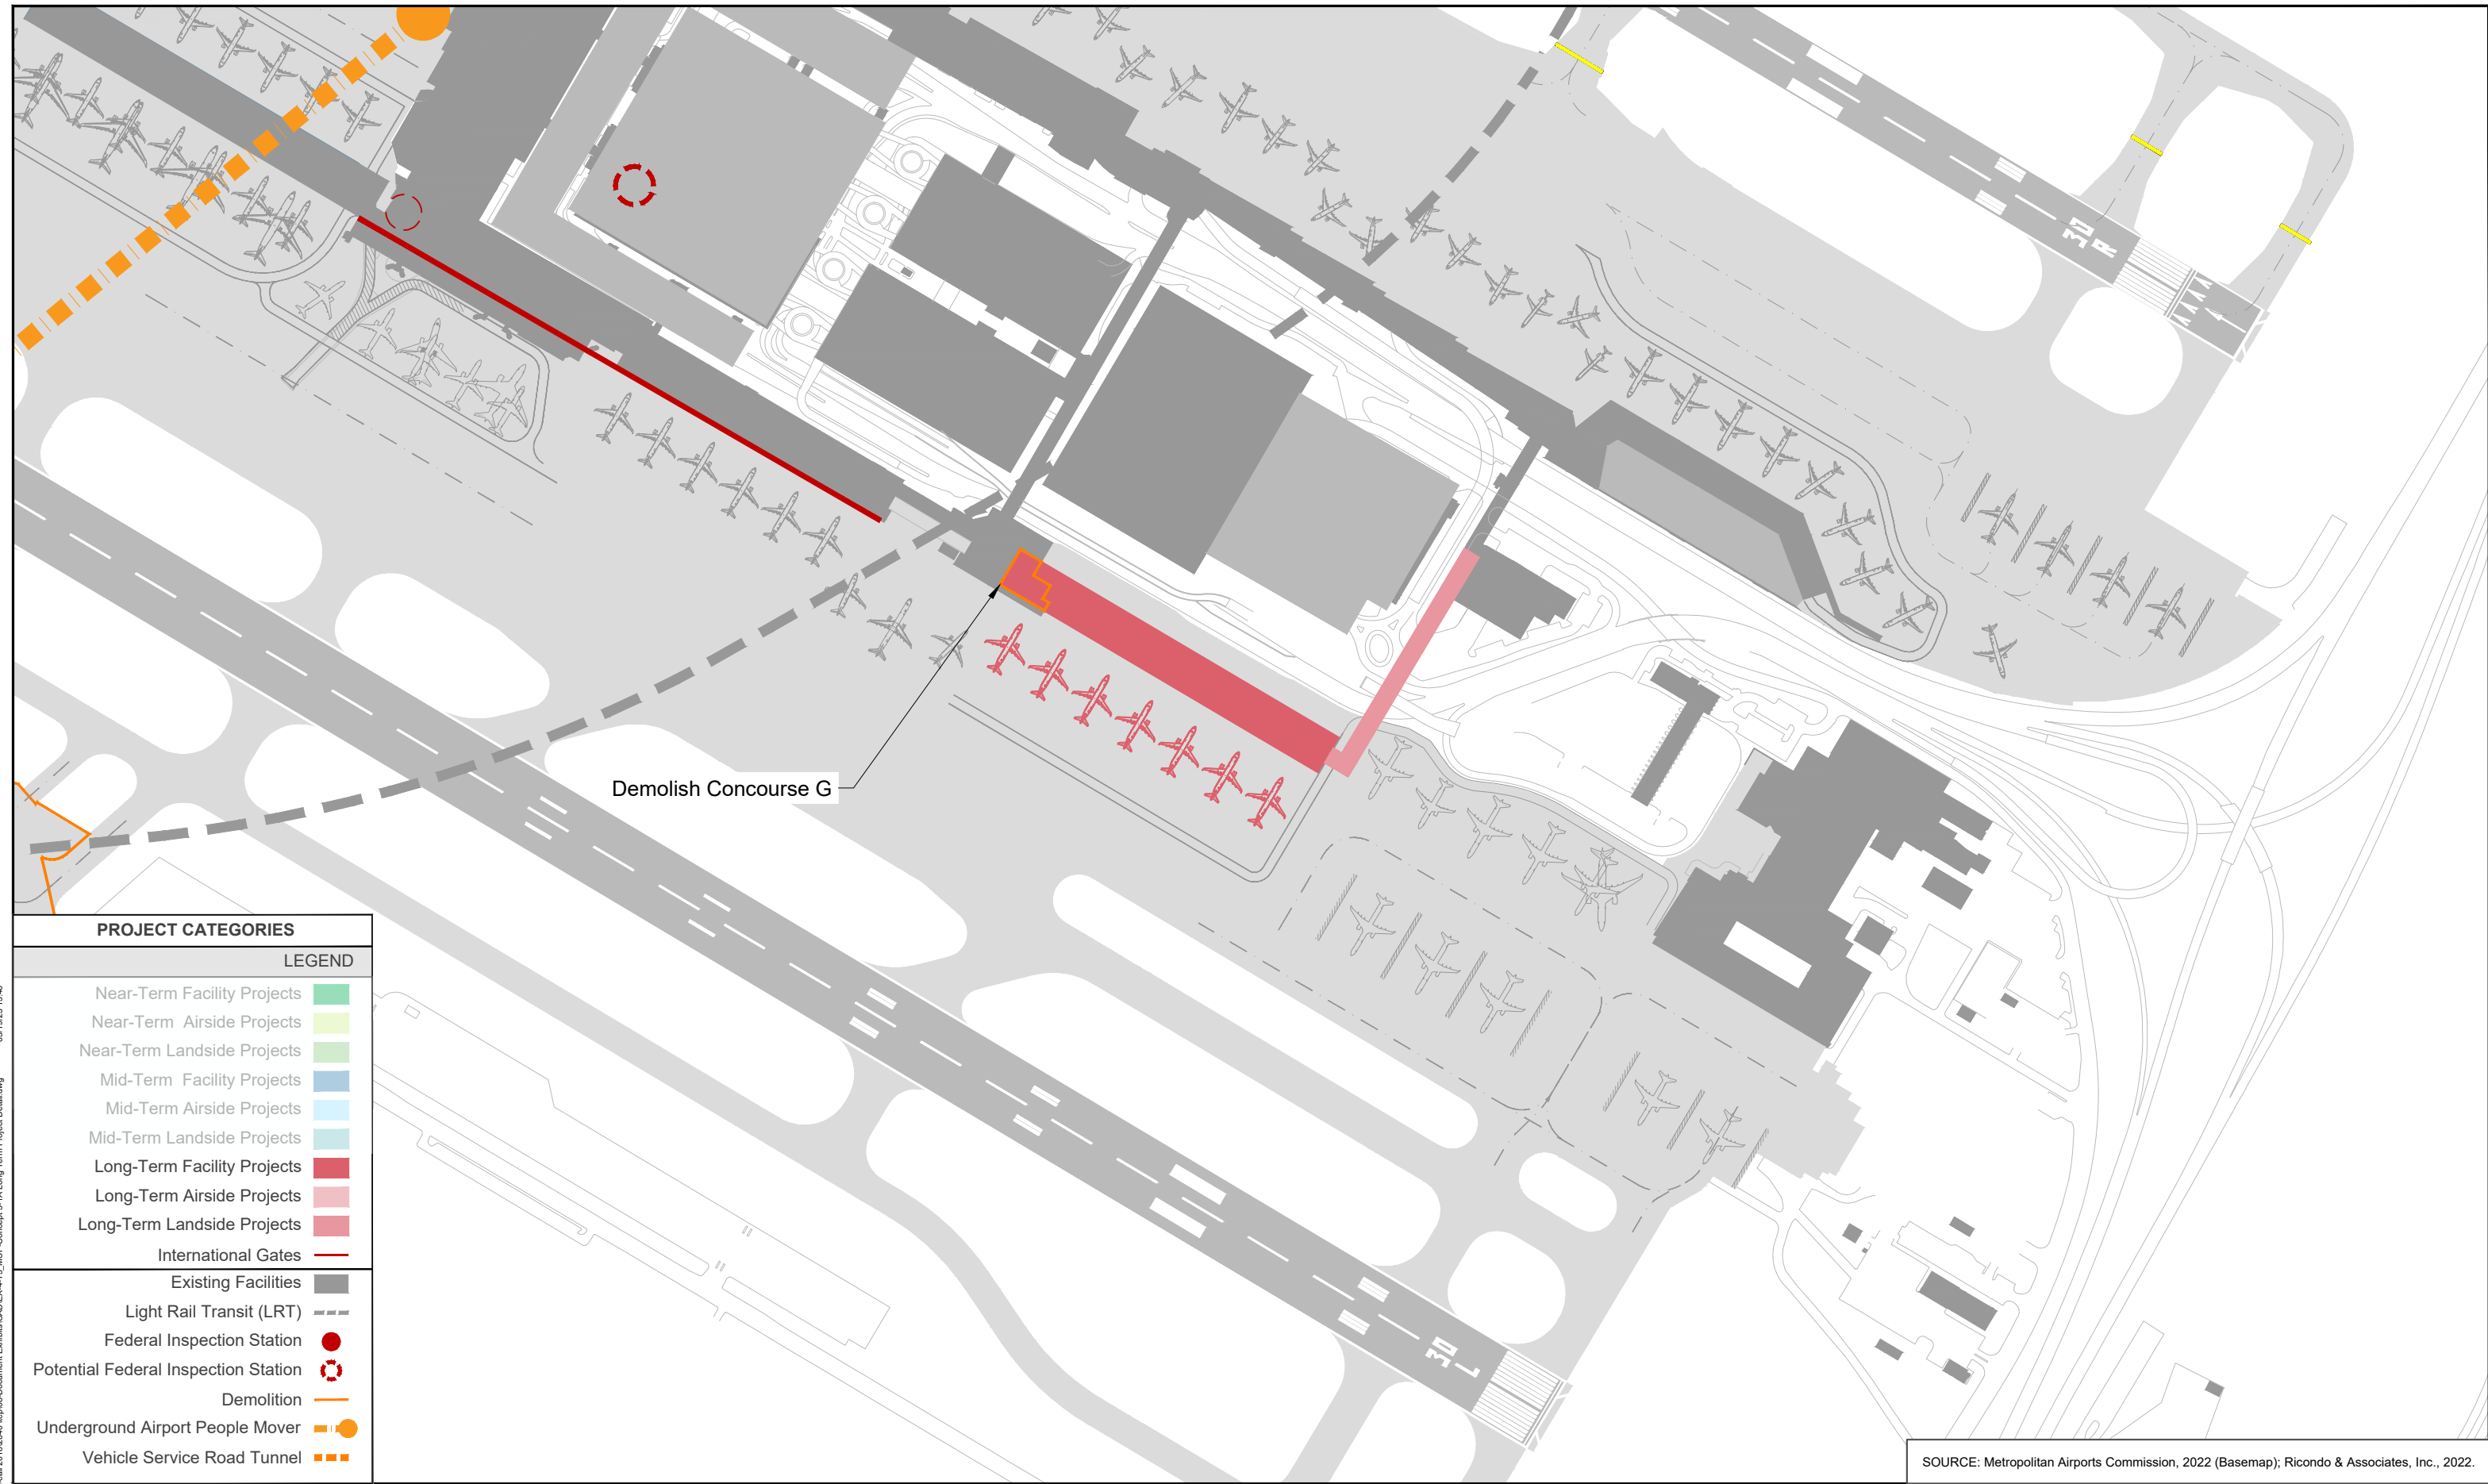 30
R
Demolish Concourse G
PROJECT CATEGORIES
LEGEND
Near-Term Facility Projects
Near-Term Airside Projects
Near-Term Landside Projects
Mid-Term Facility Projects
Mid-Term Airside Projects
Mid-Term Landside Projects
Long-Term Facility Projects
Long-Term Airside Projects
Long-Term Landside Projects
International Gates
Existing Facilities
Light Rail Transit (LRT)
Federal Inspection Station
Potential Federal Inspection Station
Demolition
Underground Airport People Mover
Vehicle Service Road Tunnel
30
L
SOURCE: Metropolitan Airports Commission, 2022 (Basemap); Ricondo & Associates, Inc., 2022.